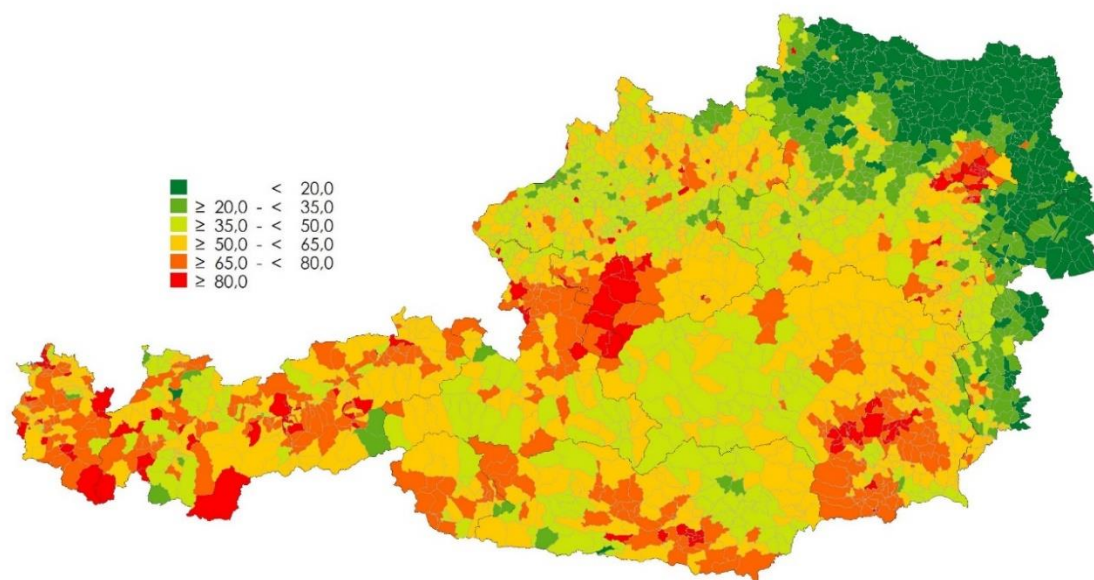 < 20,0
≥ 20,0 - < 35,0
≥ 35,0 - < 50,0
≥ 50,0 - < 65,0
≥ 65,0 - < 80,0
≥ 80,0